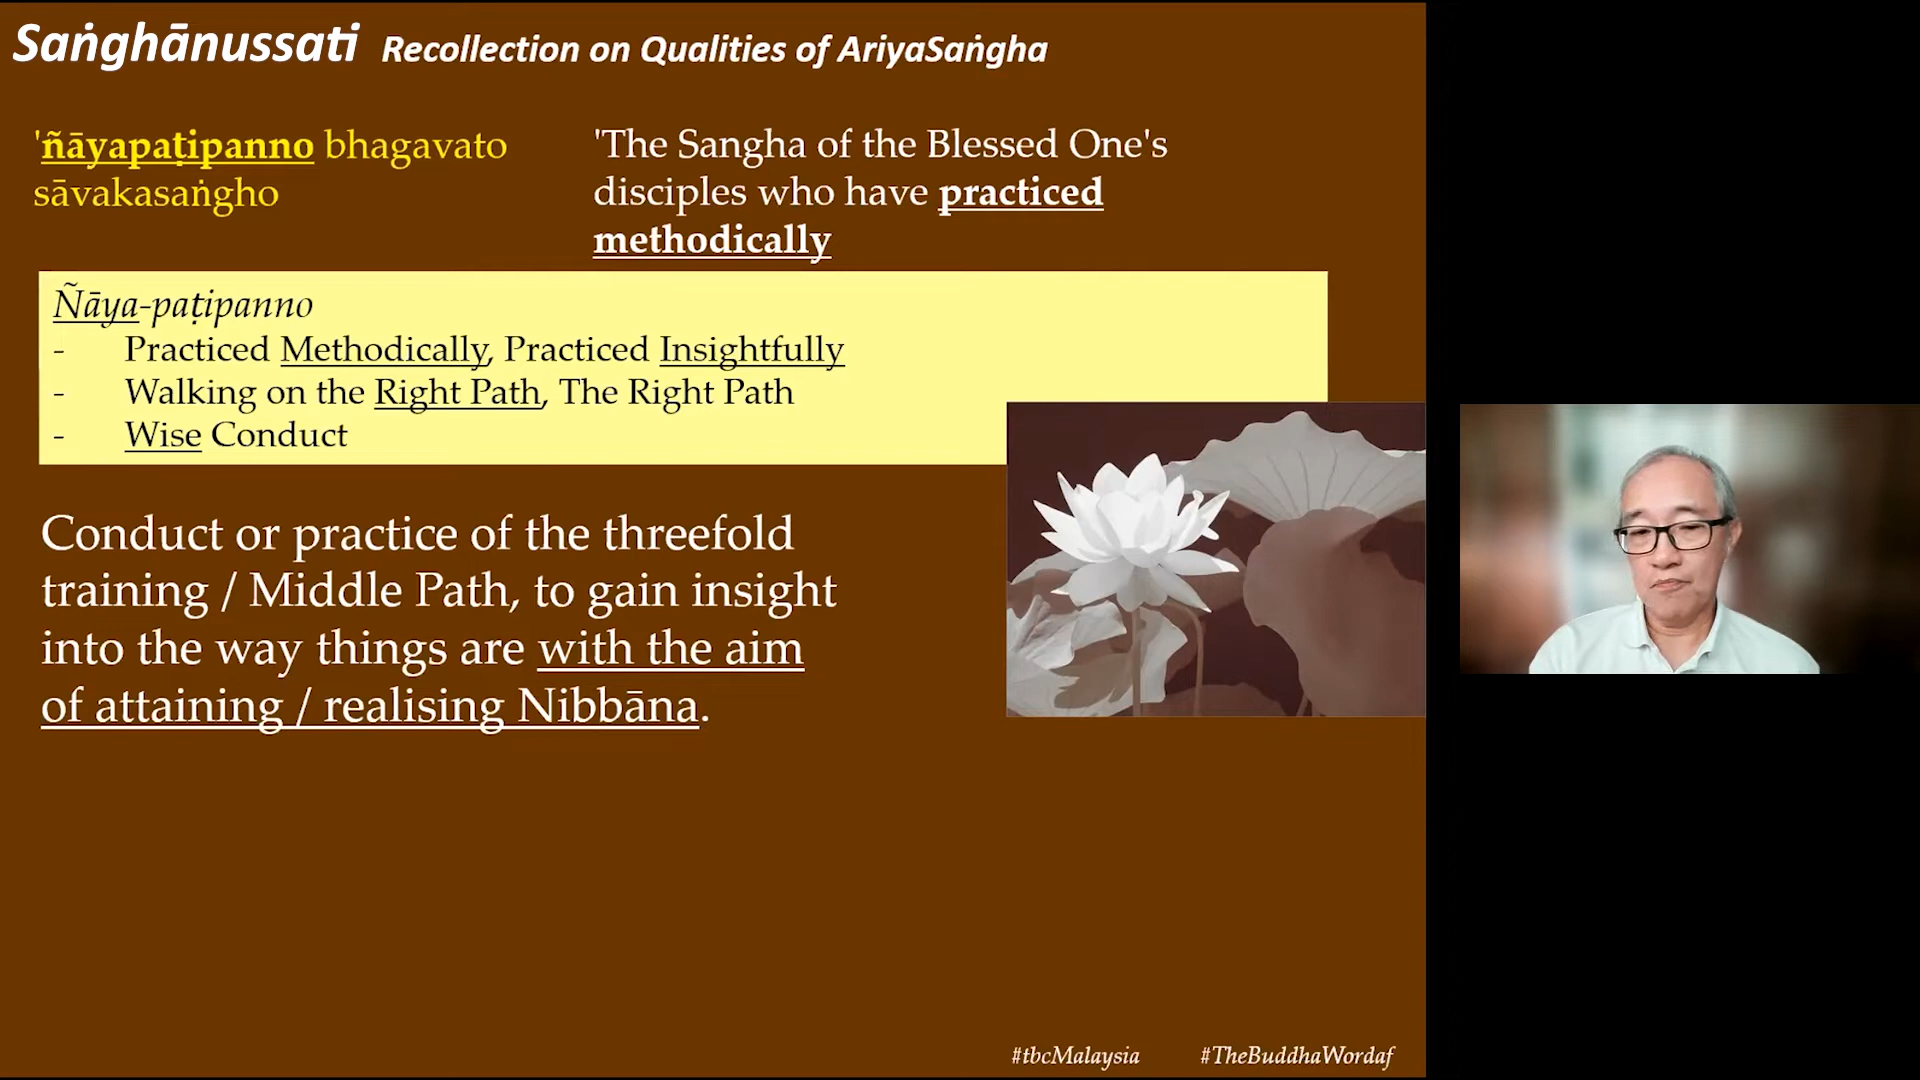 Saṅghānussati Recollection on Qualities of AriyaSaṅgha
'ñāyapaṭipanno bhagavato
sāvakasaṅgho
'The Sangha of the Blessed One's
disciples who have practiced
methodically
Ñāya-paṭipanno
- Practiced Methodically, Practiced Insightfully
- Walking on the Right Path, The Right Path
- Wise Conduct
Conduct or practice of the threefold
training / Middle Path, to gain insight
into the way things are with the aim
of attaining / realising Nibbāna.
#tbcMalaysia #TheBuddhaWordaf